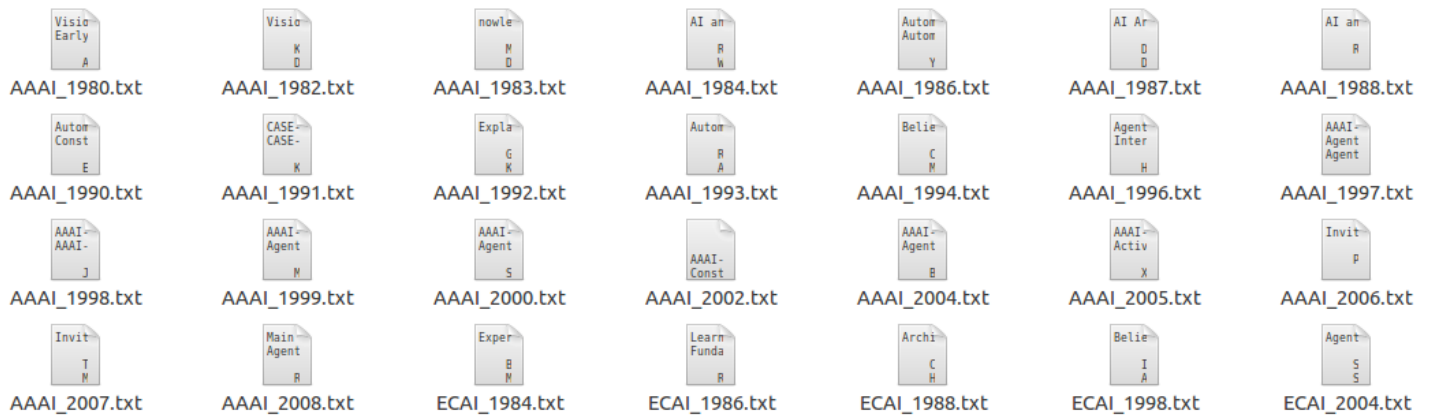 Visio
Early
A
Visio
K
D
nowle
M
D
AI an
R
W
Autom
Autom
Y
AI Ar
D
D
AI an
R
AAAI_1980.txt AAAI_1982.txt AAAI_1983.txt AAAI_1984.txt AAAI_1986.txt AAAI_1987.txt AAAI_1988.txt
Autom
Const
E
CASE-
CASE-
K
Expla
G
K
Autom
R
A
Belie
C
M
Agent
Inter
H
AAAI-
Agent
Agent
AAAI_1990.txt AAAI_1991.txt AAAI_1992.txt AAAI_1993.txt AAAI_1994.txt AAAI_1996.txt AAAI_1997.txt
AAAI-
AAAI-
J
AAAI-
Agent
M
AAAI-
Agent
S
AAAI-
Const
AAAI-
Agent
B
AAAI-
Activ
X
Invit
P
AAAI_1998.txt AAAI_1999.txt AAAI_2000.txt AAAI_2002.txt AAAI_2004.txt AAAI_2005.txt AAAI_2006.txt
Invit
T
M
Main
Agent
R
Exper
B
M
Learn
Funda
R
Archi
C
H
Belie
I
A
Agent
S
S
AAAI_2007.txt AAAI_2008.txt ECAI_1984.txt ECAI_1986.txt ECAI_1988.txt ECAI_1998.txt ECAI_2004.txt